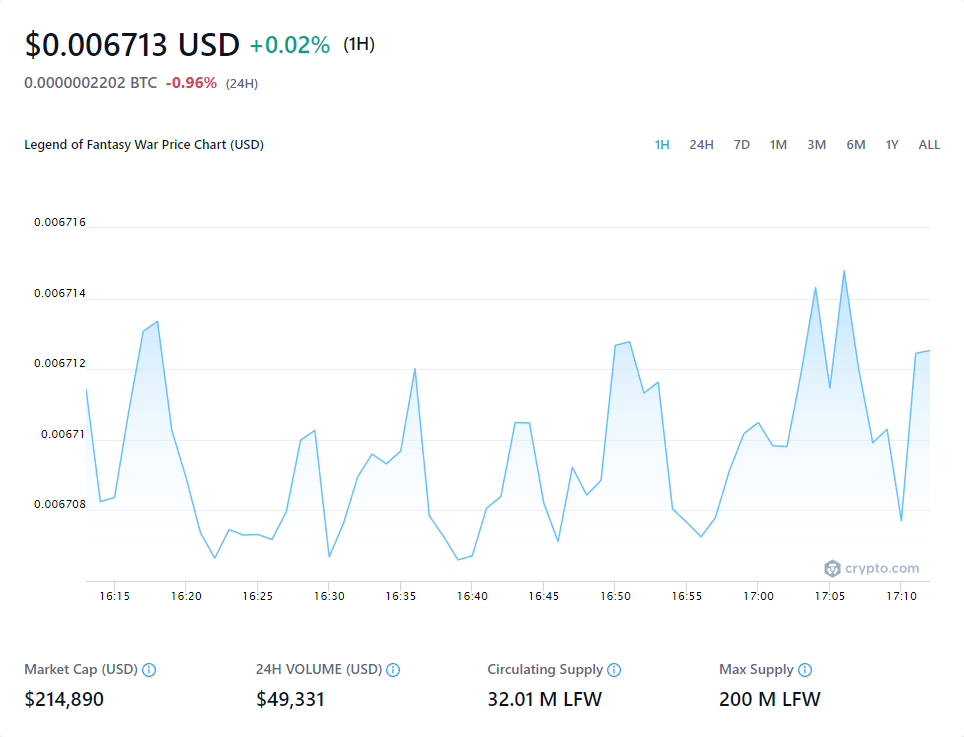 $0.006713 USD +0.02% (1H)
0.0000002202 BTC -0.96% (24H)
Legend of Fantasy War Price Chart (USD) 1H 24H 7D 1M 3M 6M 1Y ALL
0.006716
0.006714
0.006712
0.00671
0.006708
crypto.com
16:15 16:20 16:25 16:30 16:35 16:40 16:45 16:50 16:55 17:00 17:05 17:10
Market Cap (USD) 24H VOLUME (USD) Circulating Supply Max Supply
$214,890 $49,331 32.01 M LFW 200 M LFW